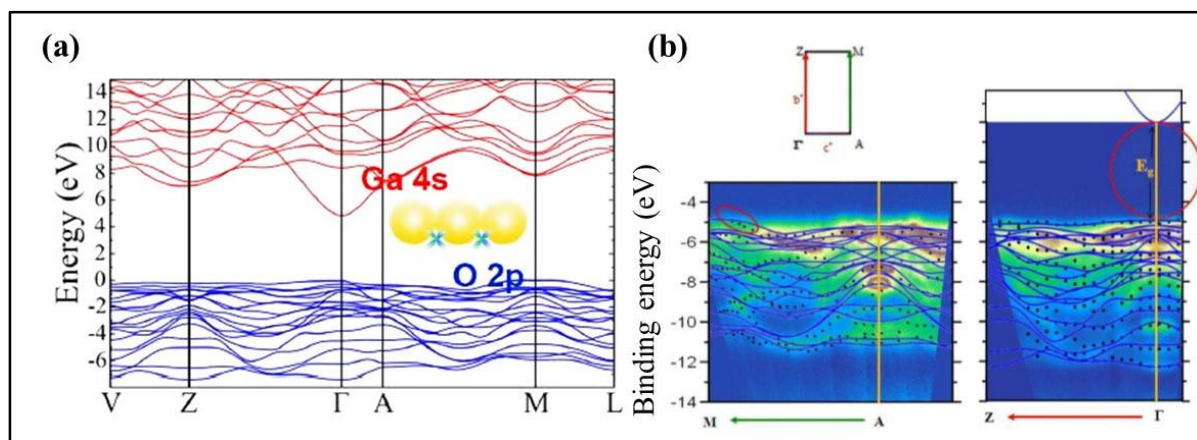 (a)
Energy (eV)
14
12
10
8
6
4
2
0
-2
-4
-6
Ga 4s
O 2p
V Z Γ A M L
(b)
Z M
b*
Γ c* A
Binding energy (eV)
-4
-6
-8
-10
-12
-14
M A
E_g
Z Γ